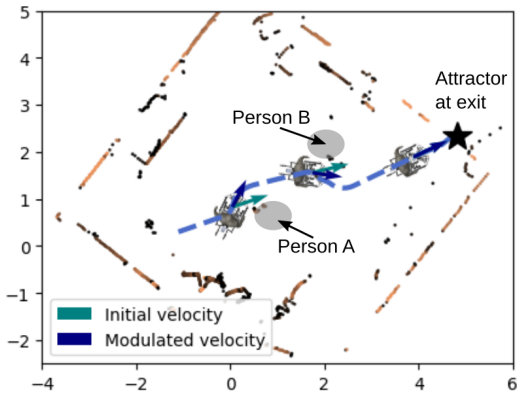 5
4
3
2
1
0
−1
−2
Attractor
at exit
Person B
Person A
Initial velocity
Modulated velocity
−4
−2
0
2
4
6